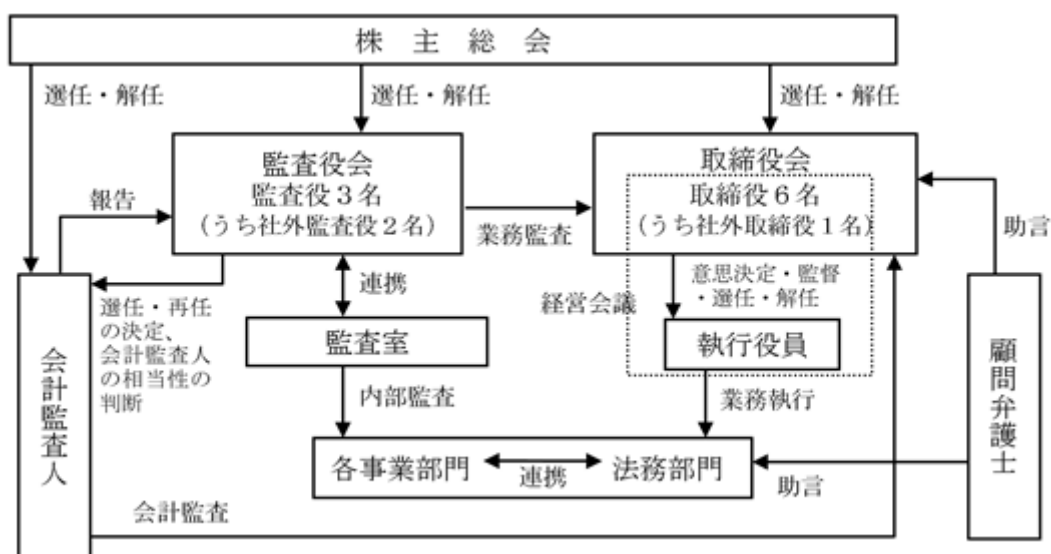 株主総会
選任・解任
選任・解任
選任・解任
監査役会
監査役3名
（うち社外監査役2名）
取締役会
取締役6名
（うち社外取締役1名）
報告
業務監査
助言
選任・再任
の決定、
会計監査人
の相当性の
判断
連携
経営会議
意思決定・監督
・選任・解任
監査室
執行役員
会計監査人
顧問弁護士
内部監査
業務執行
各事業部門
連携
法務部門
助言
会計監査